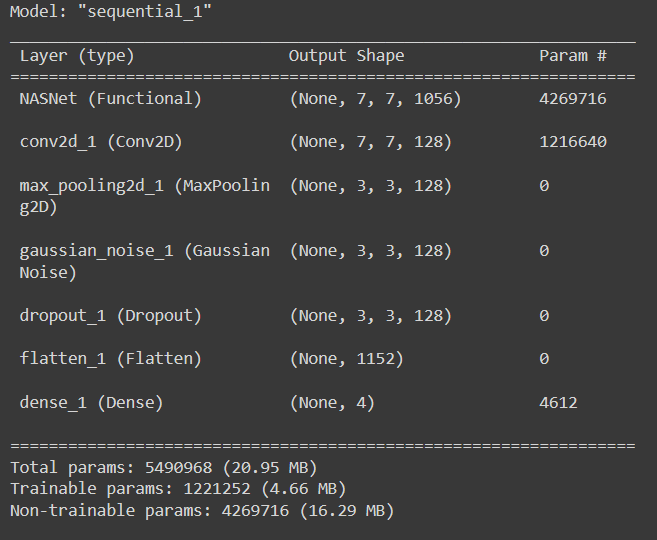 Model: "sequential_1"
_________________________________________________________________
Layer (type) Output Shape Param #
=================================================================
NASNet (Functional) (None, 7, 7, 1056) 4269716
conv2d_1 (Conv2D) (None, 7, 7, 128) 1216640
max_pooling2d_1 (MaxPoolin (None, 3, 3, 128) 0
g2D)
gaussian_noise_1 (Gaussian (None, 3, 3, 128) 0
Noise)
dropout_1 (Dropout) (None, 3, 3, 128) 0
flatten_1 (Flatten) (None, 1152) 0
dense_1 (Dense) (None, 4) 4612
=================================================================
Total params: 5490968 (20.95 MB)
Trainable params: 1221252 (4.66 MB)
Non-trainable params: 4269716 (16.29 MB)